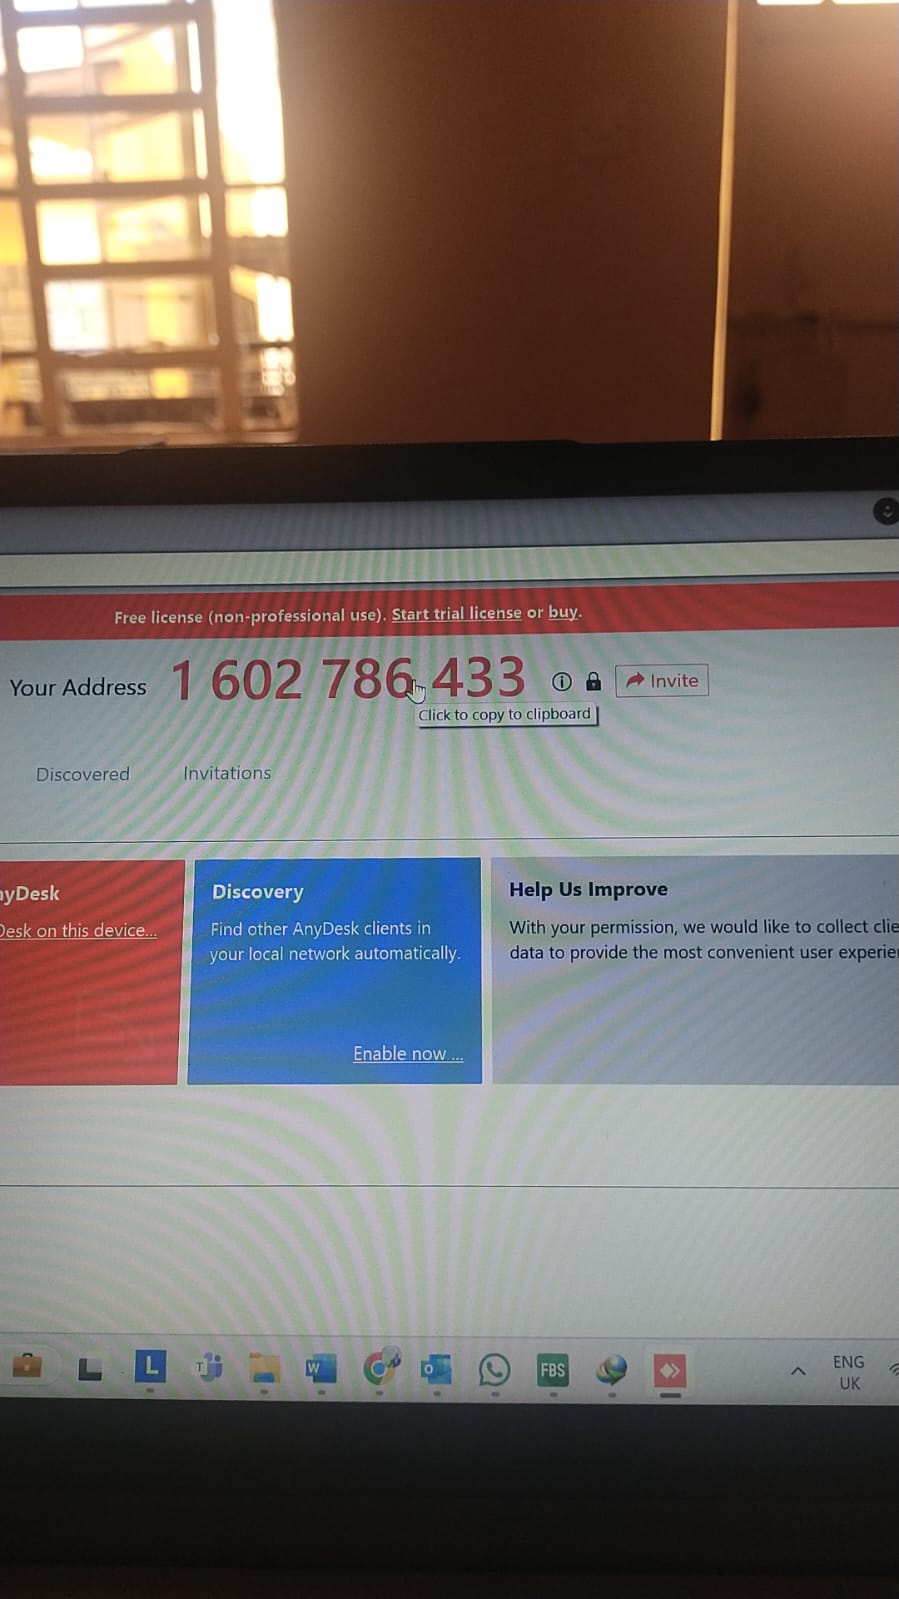 Free license (non-professional use). Start trial license or buy.
Your Address 1 602 786 433 Invite
Click to copy to clipboard
Discovered Invitations
nyDesk
Desk on this device...
Discovery
Find other AnyDesk clients in
your local network automatically.
Enable now ...
Help Us Improve
With your permission, we would like to collect clie
data to provide the most convenient user experie
L T W O FBS ENG
UK